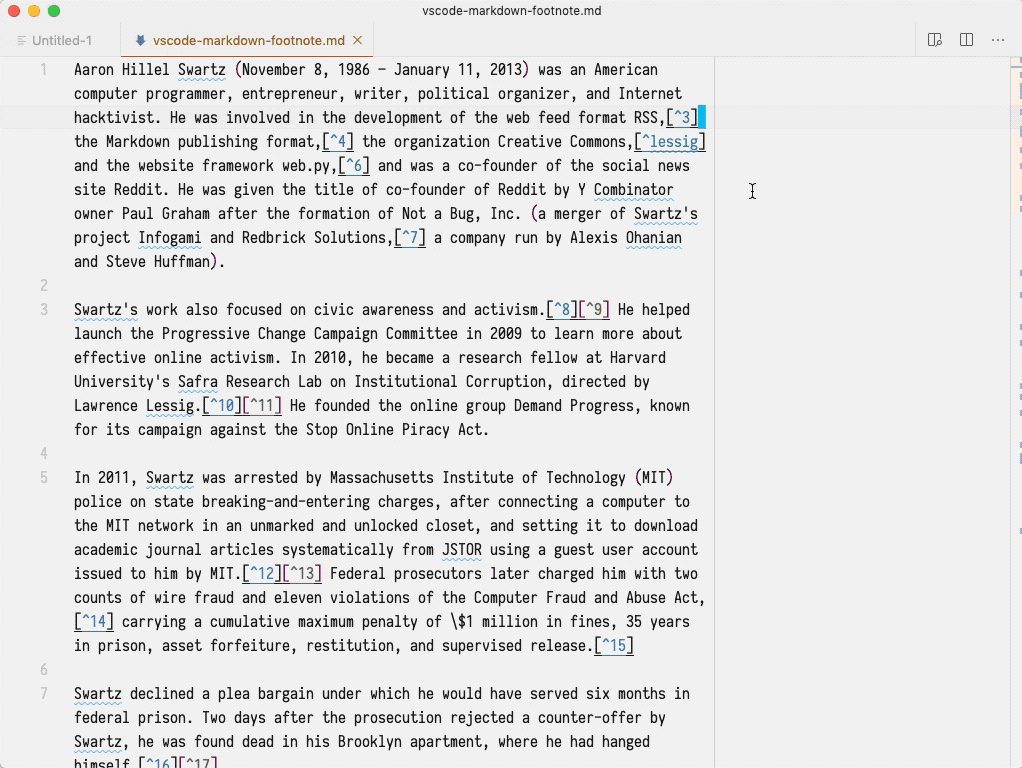 vscode-markdown-footnote.md
Untitled-1
vscode-markdown-footnote.md
1 Aaron Hillel Swartz (November 8, 1986 – January 11, 2013) was an American
computer programmer, entrepreneur, writer, political organizer, and Internet
hacktivist. He was involved in the development of the web feed format RSS,[^3]
the Markdown publishing format,[^4] the organization Creative Commons,[^lessig]
and the website framework web.py,[^6] and was a co-founder of the social news
site Reddit. He was given the title of co-founder of Reddit by Y Combinator
owner Paul Graham after the formation of Not a Bug, Inc. (a merger of Swartz's
project Infogami and Redbrick Solutions,[^7] a company run by Alexis Ohanian
and Steve Huffman).
2
3 Swartz's work also focused on civic awareness and activism.[^8][^9] He helped
launch the Progressive Change Campaign Committee in 2009 to learn more about
effective online activism. In 2010, he became a research fellow at Harvard
University's Safra Research Lab on Institutional Corruption, directed by
Lawrence Lessig.[^10][^11] He founded the online group Demand Progress, known
for its campaign against the Stop Online Piracy Act.
4
5 In 2011, Swartz was arrested by Massachusetts Institute of Technology (MIT)
police on state breaking-and-entering charges, after connecting a computer to
the MIT network in an unmarked and unlocked closet, and setting it to download
academic journal articles systematically from JSTOR using a guest user account
issued to him by MIT.[^12][^13] Federal prosecutors later charged him with two
counts of wire fraud and eleven violations of the Computer Fraud and Abuse Act,
[^14] carrying a cumulative maximum penalty of \$1 million in fines, 35 years
in prison, asset forfeiture, restitution, and supervised release.[^15]
6
7 Swartz declined a plea bargain under which he would have served six months in
federal prison. Two days after the prosecution rejected a counter-offer by
Swartz, he was found dead in his Brooklyn apartment, where he had hanged
himself.[^16][^17]